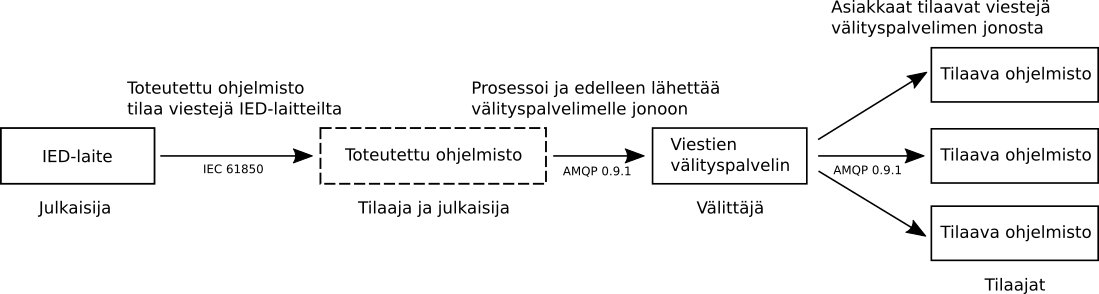 Asiakkaat tilaavat viestejä
välityspalvelimen jonosta
Toteutettu ohjelmisto
tilaa viestejä IED-laitteilta
Prosessoi ja edelleen lähettää
välityspalvelimelle jonoon
IED-laite
IEC 61850
Toteutettu ohjelmisto
AMQP 0.9.1
Viestien
välityspalvelin
AMQP 0.9.1
Tilaava ohjelmisto
Tilaava ohjelmisto
Tilaava ohjelmisto
Julkaisija
Tilaaja ja julkaisija
Välittäjä
Tilaajat